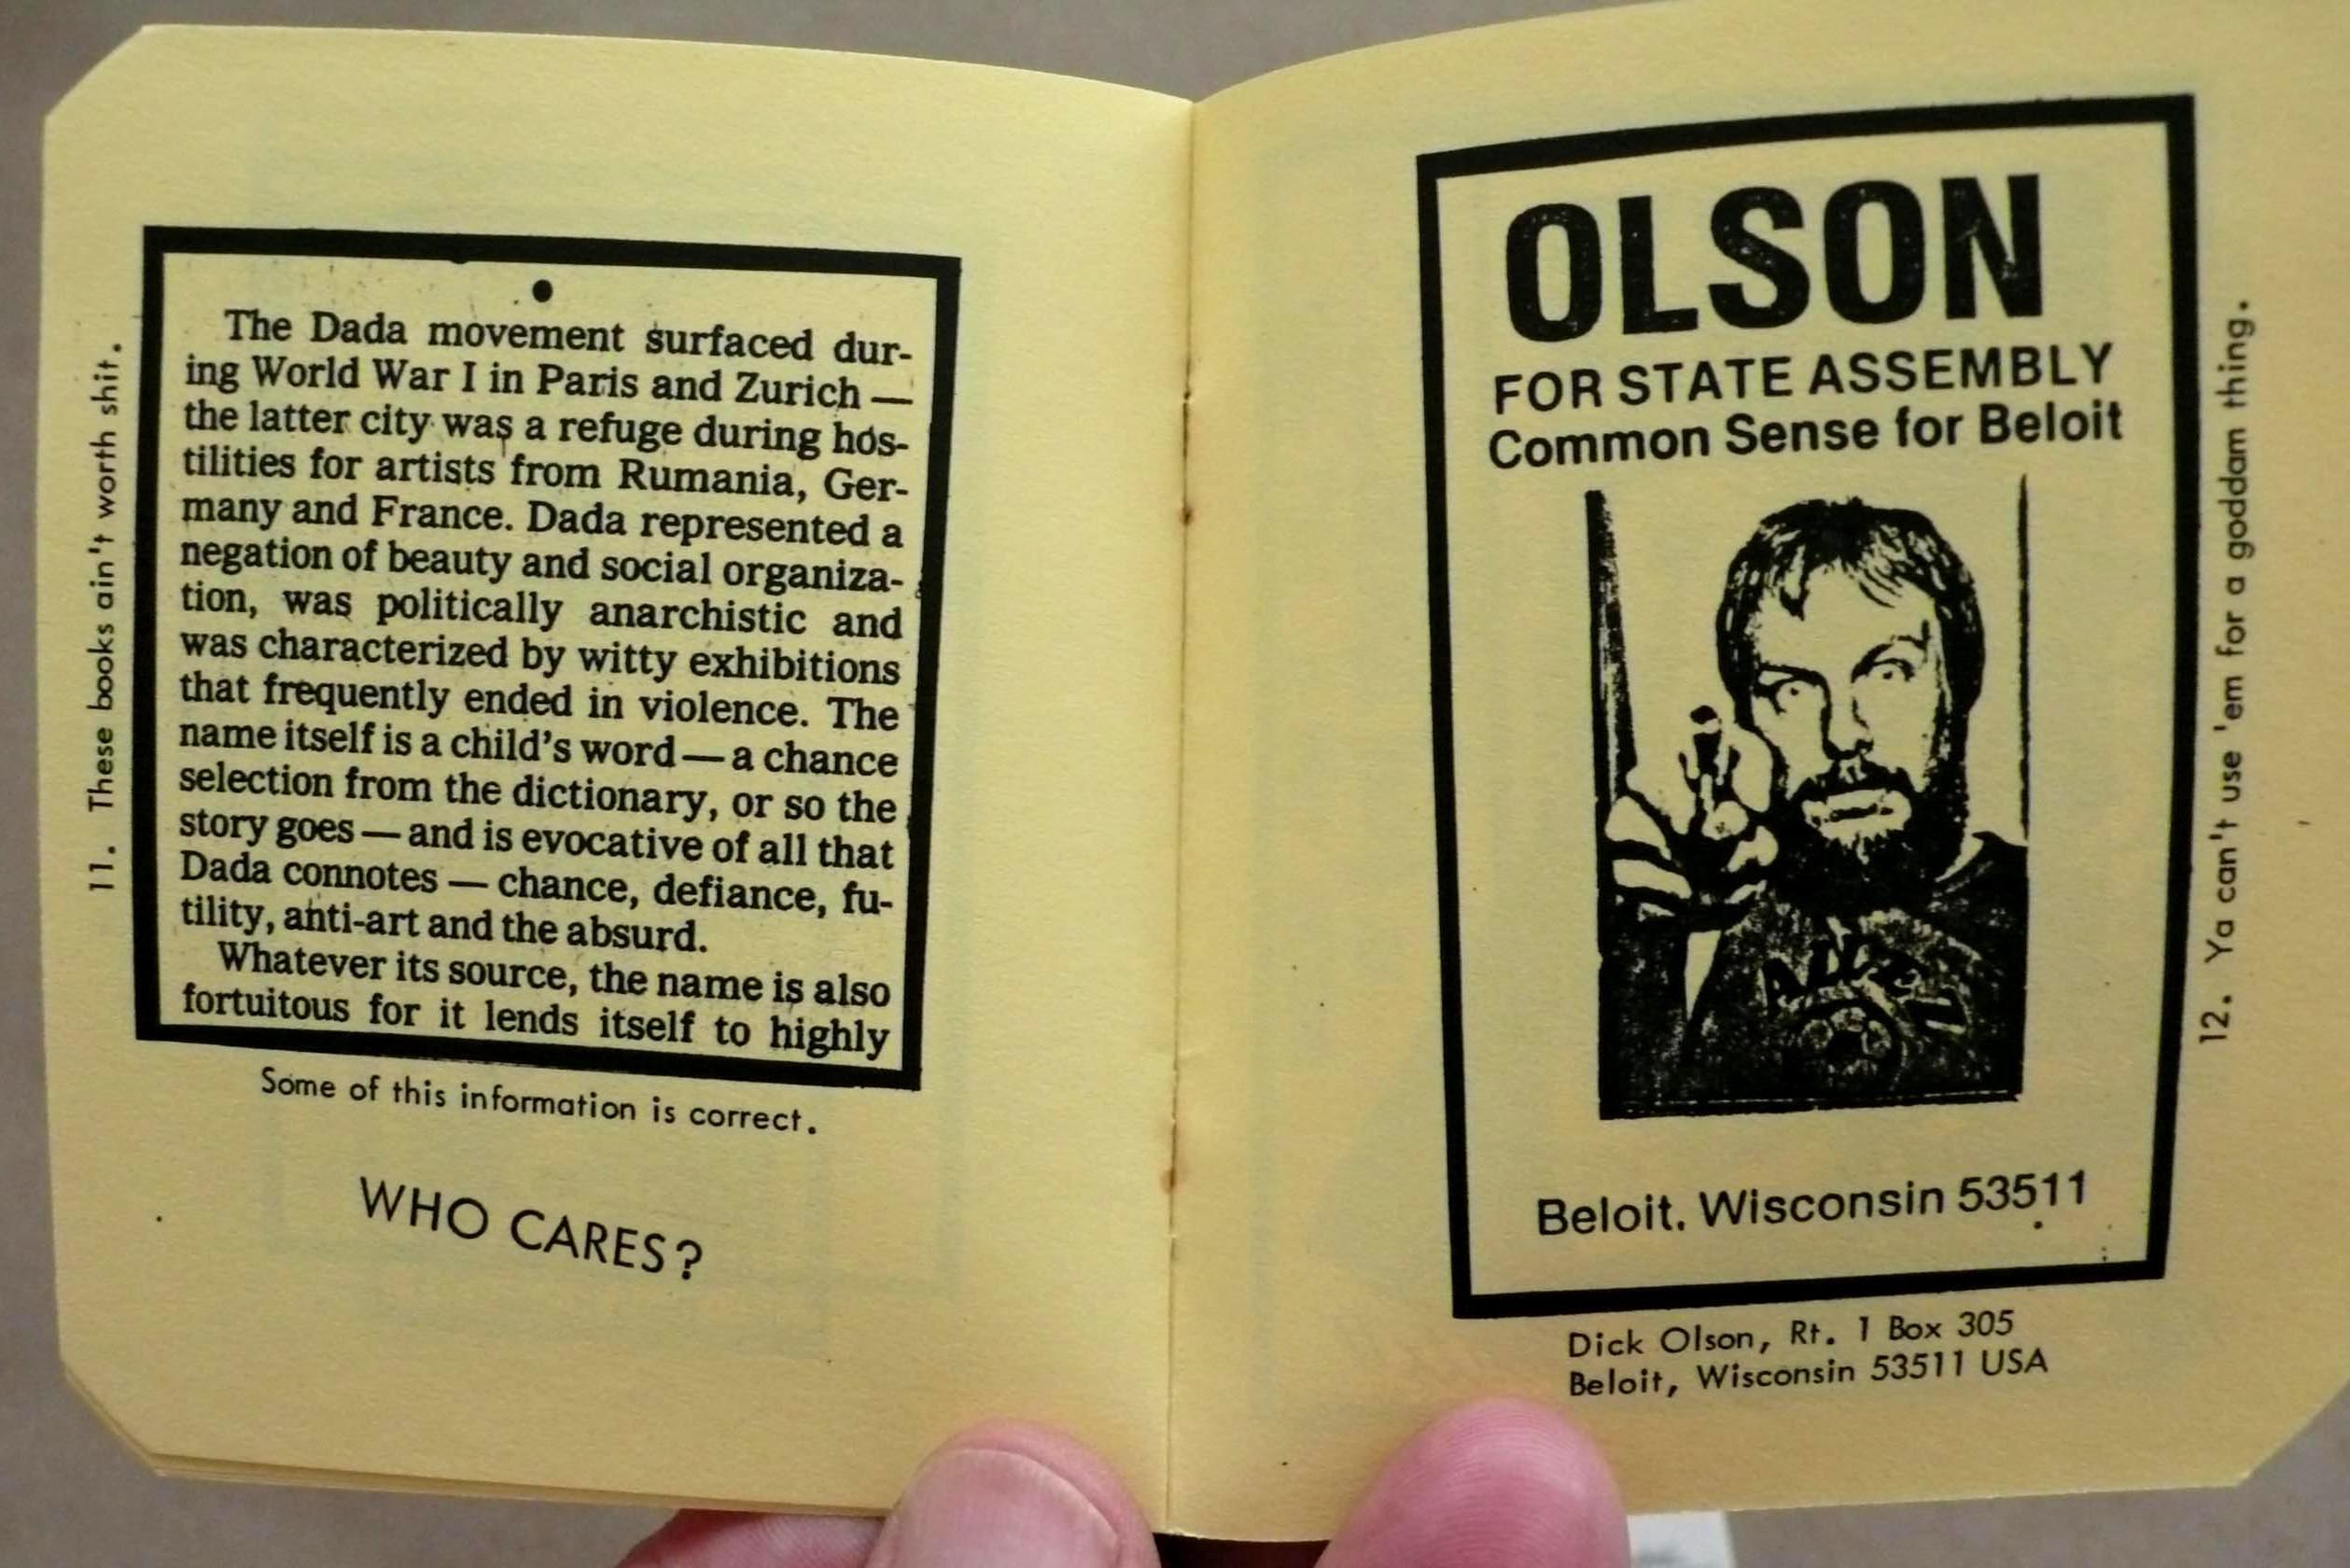 11. These books ain't worth shit.
The Dada movement surfaced dur-
ing World War I in Paris and Zurich —
the latter city was a refuge during hos-
tilities for artists from Rumania, Ger-
many and France. Dada represented a
negation of beauty and social organiza-
tion, was politically anarchistic and
was characterized by witty exhibitions
that frequently ended in violence. The
name itself is a child's word — a chance
selection from the dictionary, or so the
story goes — and is evocative of all that
Dada connotes — chance, defiance, fu-
tility, anti-art and the absurd.
Whatever its source, the name is also
fortuitous for it lends itself to highly
Some of this information is correct.
WHO CARES?
OLSON
FOR STATE ASSEMBLY
Common Sense for Beloit
Beloit. Wisconsin 53511
Dick Olson, Rt. 1 Box 305
Beloit, Wisconsin 53511 USA
12. Ya can't use 'em for a goddam thing.